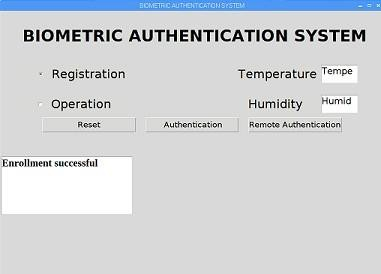 BIOMETRIC AUTHENTICATION SYSTEM
BIOMETRIC AUTHENTICATION SYSTEM
Registration Temperature Tempe
Operation Humidity Humid
Reset Authentication Remote Authentication
Enrollment successful